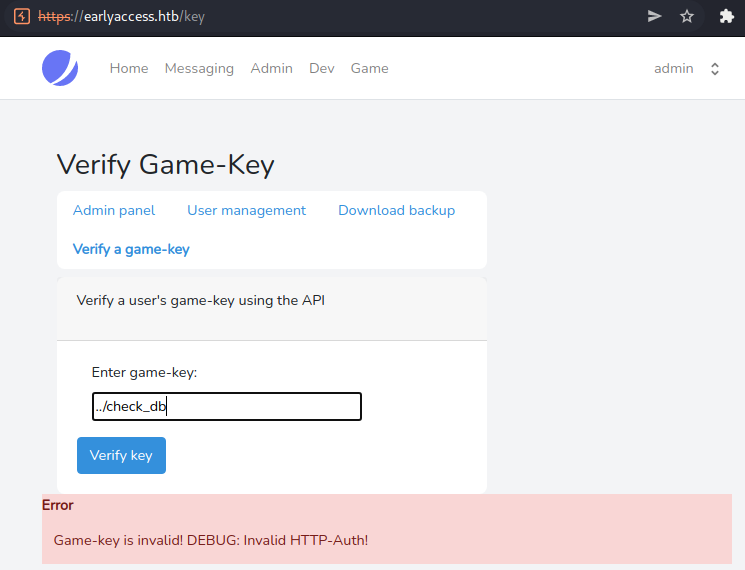 https://earlyaccess.htb/key
Home Messaging Admin Dev Game admin
Verify Game-Key
Admin panel User management Download backup
Verify a game-key
Verify a user's game-key using the API
Enter game-key:
../check_db
Verify key
Error
Game-key is invalid! DEBUG: Invalid HTTP-Auth!